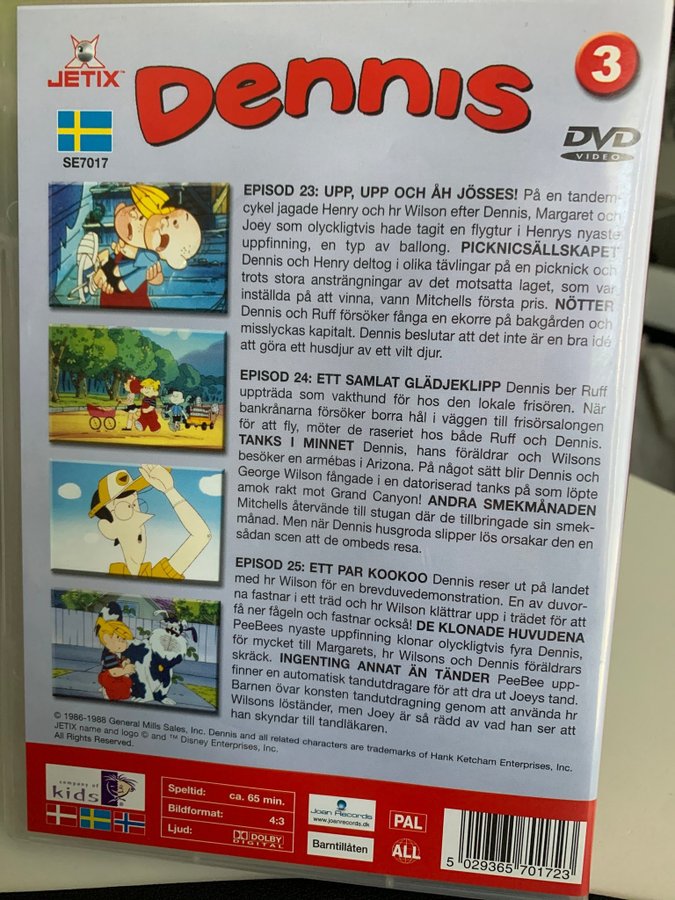 JETIX™
Dennis
3
SE7017
DVD
VIDEO
EPISOD 23: UPP, UPP OCH ÅH JÖSSES! På en tandem-
cykel jagade Henry och hr Wilson efter Dennis, Margaret och
Joey som olyckligtvis hade tagit en flygtur i Henrys nyaste
uppfinning, en typ av ballong. PICKNICSÄLLSKAPET
Dennis och Henry deltog i olika tävlingar på en picknick och
trots stora ansträngningar av det motsatta laget, som var
inställda på att vinna, vann Mitchells första pris. NÖTTER
Dennis och Ruff försöker fånga en ekorre på bakgården och
misslyckas kapitalt. Dennis beslutar att det inte är en bra idé
att göra ett husdjur av ett vilt djur.
EPISOD 24: ETT SAMLAT GLÄDJEKLIPP Dennis ber Ruff
uppträda som vakthund för hos den lokale frisören. När
bankrånarna försöker borra hål i väggen till frisörsalongen
för att fly, möter de raseriet hos både Ruff och Dennis.
TANKS I MINNET Dennis, hans föräldrar och Wilsons
besöker en armébas i Arizona. På något sätt blir Dennis och
George Wilson fångade i en datoriserad tanks på som löpte
amok rakt mot Grand Canyon! ANDRA SMEKMÅNADEN
Mitchells återvände till stugan där de tillbringade sin smek-
månad. Men när Dennis husgroda slipper lös orsakar den en
sådan scen att de ombeds resa.
EPISOD 25: ETT PAR KOOKOO Dennis reser ut på landet
med hr Wilson för en brevduvedemonstration. En av duvor-
na fastnar i ett träd och hr Wilson klättrar upp i trädet för att
få ner fågeln och fastnar också! DE KLONADE HUVUDENA
PeeBees nyaste uppfinning klonar olyckligtvis fyra Dennis,
för mycket till Margarets, hr Wilsons och Dennis föräldrars
skräck. INGENTING ANNAT ÄN TÄNDER PeeBee upp-
finner en automatisk tandutdragare för att dra ut Joeys tand.
Barnen övar konsten tandutdragning genom att använda hr
Wilsons löständer, men Joey är så rädd av vad han ser att
han skyndar till tandläkaren.
© 1986-1988 General Mills Sales, Inc. Dennis and all related characters are trademarks of Hank Ketcham Enterprises, Inc.
JETIX name and logo © and ™ Disney Enterprises, Inc.
All Rights Reserved.
company of
kids
Speltid: ca. 65 min.
Bildformat: 4:3
Ljud: DOLBY
DIGITAL
Joan Records
www.joanrecords.dk
Barntillåten
PAL
ALL
5 029365 701723